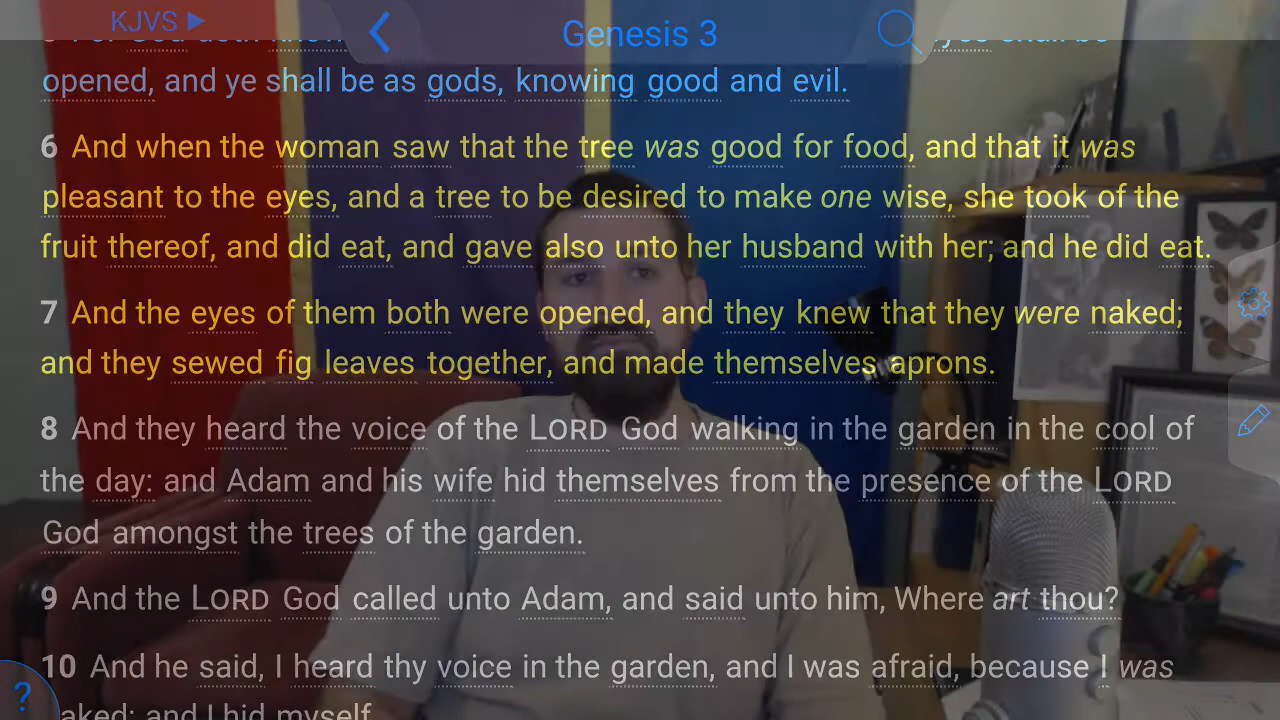 KJVS ▶
Genesis 3
opened, and ye shall be as gods, knowing good and evil.
6 And when the woman saw that the tree was good for food, and that it was
pleasant to the eyes, and a tree to be desired to make one wise, she took of the
fruit thereof, and did eat, and gave also unto her husband with her; and he did eat.
7 And the eyes of them both were opened, and they knew that they were naked;
and they sewed fig leaves together, and made themselves aprons.
8 And they heard the voice of the LORD God walking in the garden in the cool of
the day: and Adam and his wife hid themselves from the presence of the LORD
God amongst the trees of the garden.
9 And the LORD God called unto Adam, and said unto him, Where art thou?
10 And he said, I heard thy voice in the garden, and I was afraid, because I was
?
and I hid myself.